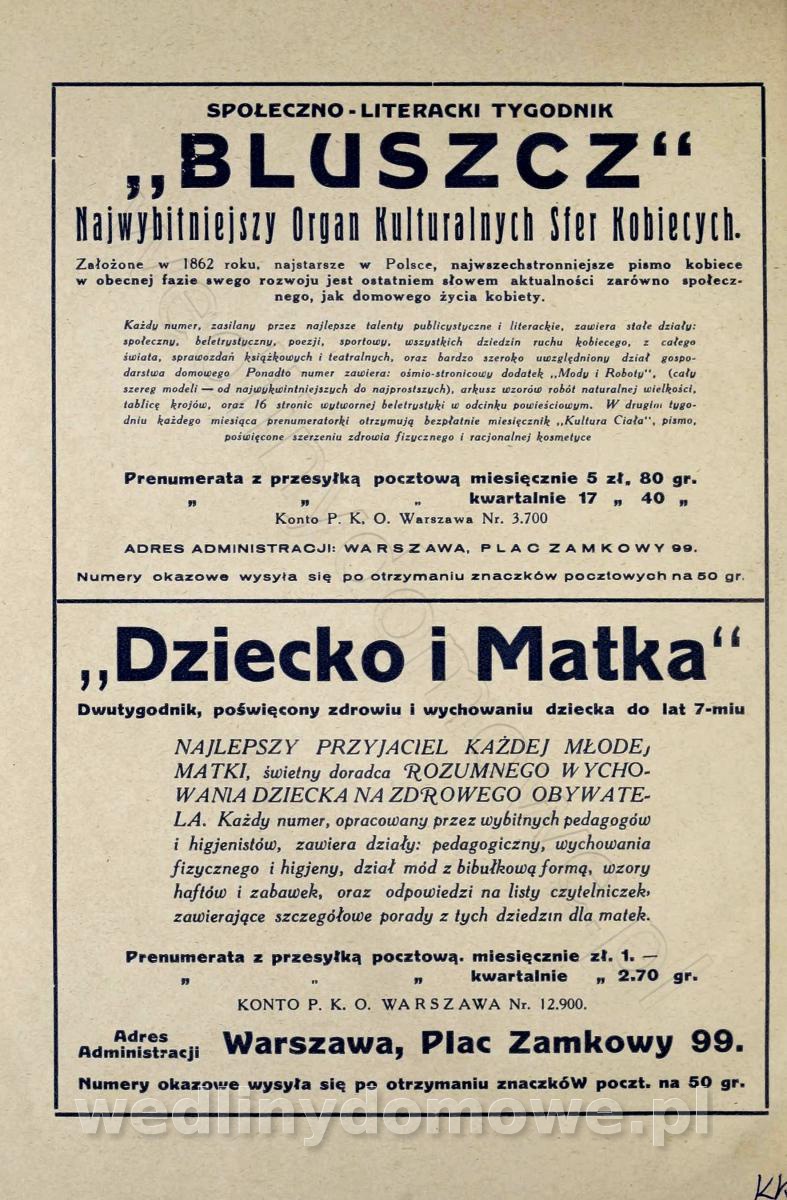 SPOŁECZNO-LITERACKI TYGODNIK
„BLUSZCZ“
Najwybitniejszy Organ Kulturalnych Sfer Kobiecych.
Założone w 1862 roku, najstarsze w Polsce, najwszechstronniejsze pismo kobiece
w obecnej fazie swego rozwoju jest ostatniem słowem aktualności zarówno społecz-
nego, jak domowego życia kobiety.
Każdy numer, zasilany przez najlepsze talenty publicystyczne i literackie, zawiera stałe działy:
społeczny, beletrystyczny, poezji, sportowy, wszystkich dziedzin ruchu kobiecego, z całego
świata, sprawozdań książkowych i teatralnych, oraz bardzo szeroko uwzględniony dział gospo-
darstwa domowego Ponadto numer zawiera: ośmio-stronicowy dodatek „Mody i Roboty“, (cały
szereg modeli — od najwykwintniejszych do najprostszych), arkusz wzorów robót naturalnej wielkości,
tablicę krojów, oraz 16 stronic wytwornej beletrystyki w odcinku powieściowym. W drugim tygo-
dniu każdego miesiąca prenumeratorki otrzymują bezpłatnie miesięcznik „Kultura Ciała“, pismo,
poświęcone szerzeniu zdrowia fizycznego i racjonalnej kosmetyce
Prenumerata z przesyłką pocztową miesięcznie 5 zł, 80 gr.
„ „ „ kwartalnie 17 „ 40 „
Konto P. K. O. Warszawa Nr. 3.700
ADRES ADMINISTRACJI: WARSZAWA, PLAC ZAMKOWY 99.
Numery okazowe wysyła się po otrzymaniu znaczków pocztowych na 50 gr.
„Dziecko i Matka“
Dwutygodnik, poświęcony zdrowiu i wychowaniu dziecka do lat 7-miu
NAJLEPSZY PRZYJACIEL KAŻDEJ MŁODEJ
MATKI, świetny doradca ROZUMNEGO WYCHO-
WANIA DZIECKA NA ZDROWEGO OBYWATE-
LA. Każdy numer, opracowany przez wybitnych pedagogów
i higjenistów, zawiera działy: pedagogiczny, wychowania
fizycznego i higjeny, dział mód z bibułkową formą, wzory
haftów i zabawek, oraz odpowiedzi na listy czytelniczek,
zawierające szczegółowe porady z tych dziedzin dla matek.
Prenumerata z przesyłką pocztową. miesięcznie zł. 1. —
„ „ „ kwartalnie „ 2.70 gr.
KONTO P. K. O. WARSZAWA Nr. 12.900.
Adres
Administracji Warszawa, Plac Zamkowy 99.
Numery okazowe wysyła się po otrzymaniu znaczkóW poczt. na 50 gr.
wedlinydomowe.pl